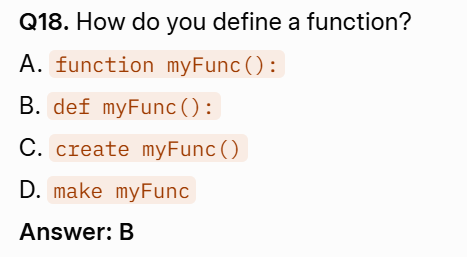 Q18. How do you define a function?
A. function myFunc():
B. def myFunc():
C. create myFunc()
D. make myFunc
Answer: B